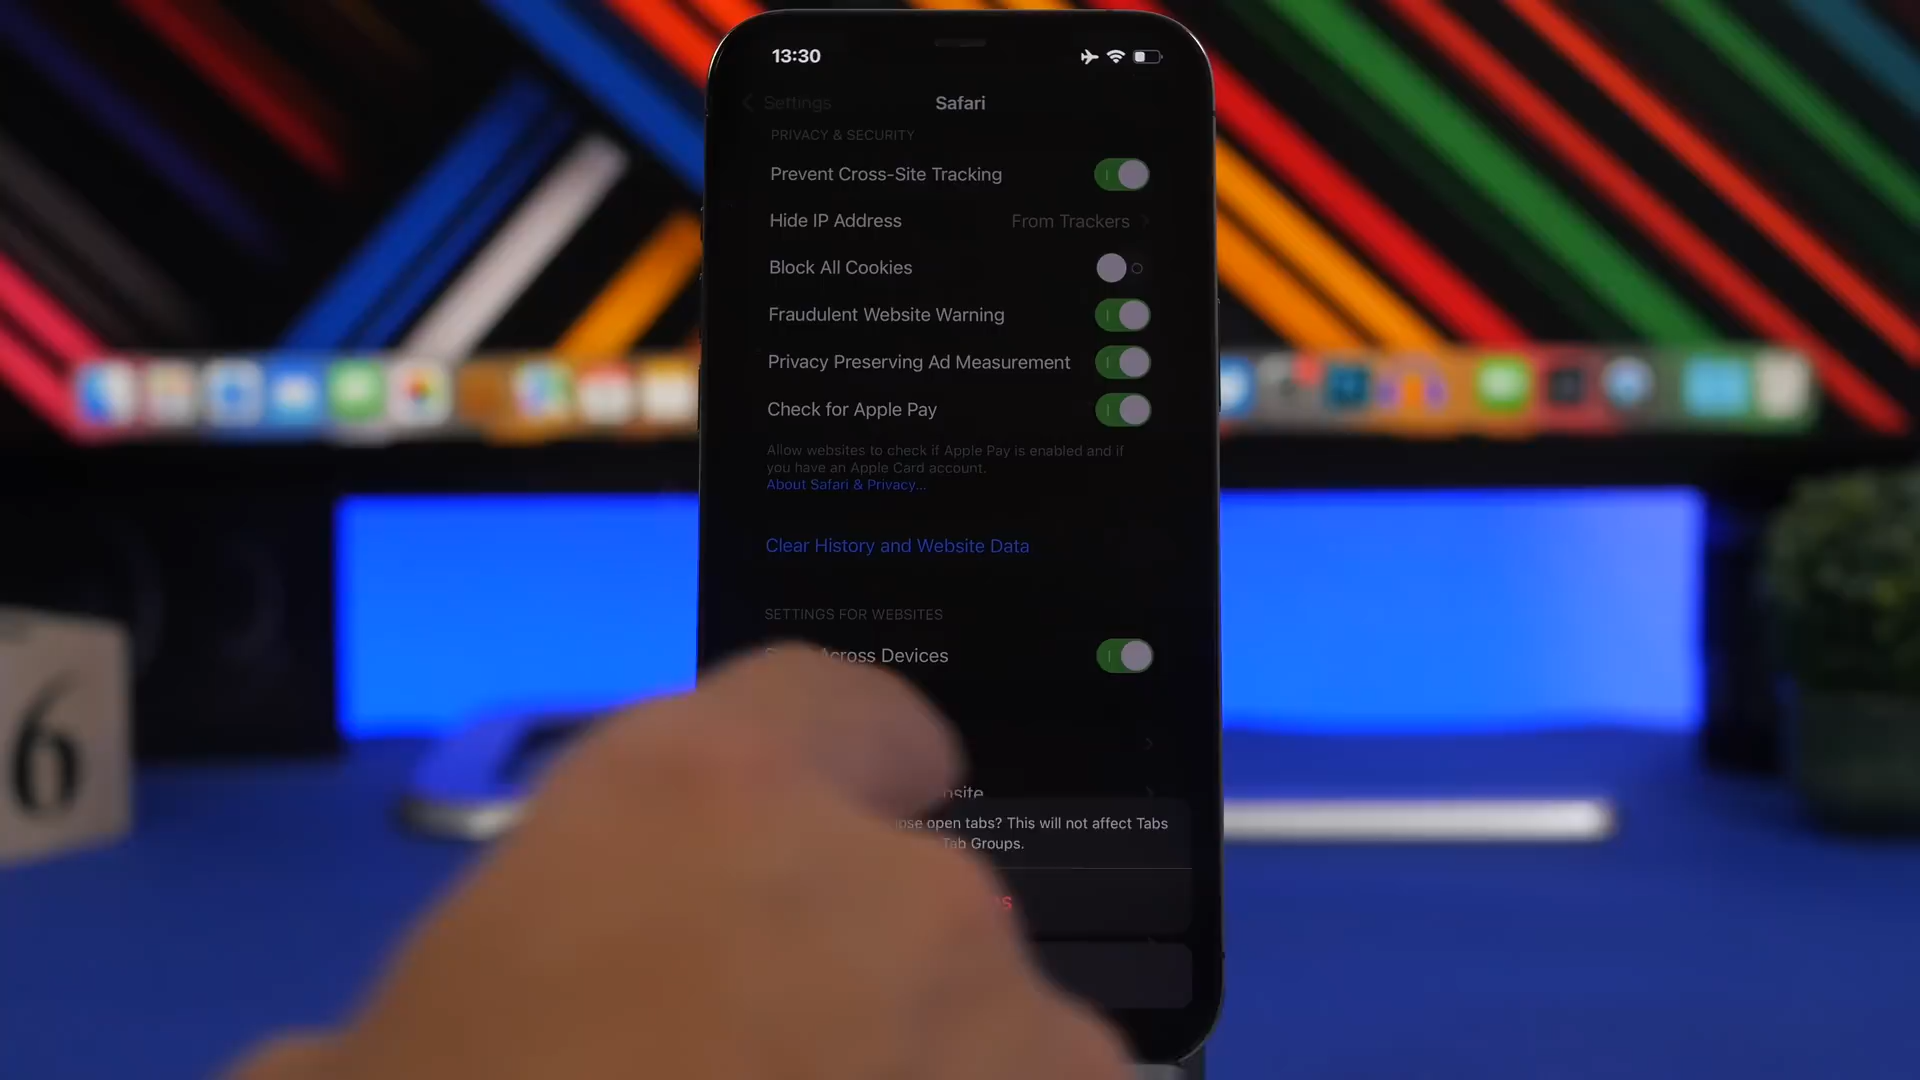 13:30
Settings
Safari
PRIVACY & SECURITY
Prevent Cross-Site Tracking
Hide IP Address
From Trackers
Block All Cookies
Fraudulent Website Warning
Privacy Preserving Ad Measurement
Check for Apple Pay
Allow websites to check if Apple Pay is enabled and if
you have an Apple Card account.
About Safari & Privacy...
Clear History and Website Data
SETTINGS FOR WEBSITES
Across Devices
open tabs? This will not affect Tabs
Tab Groups.
6